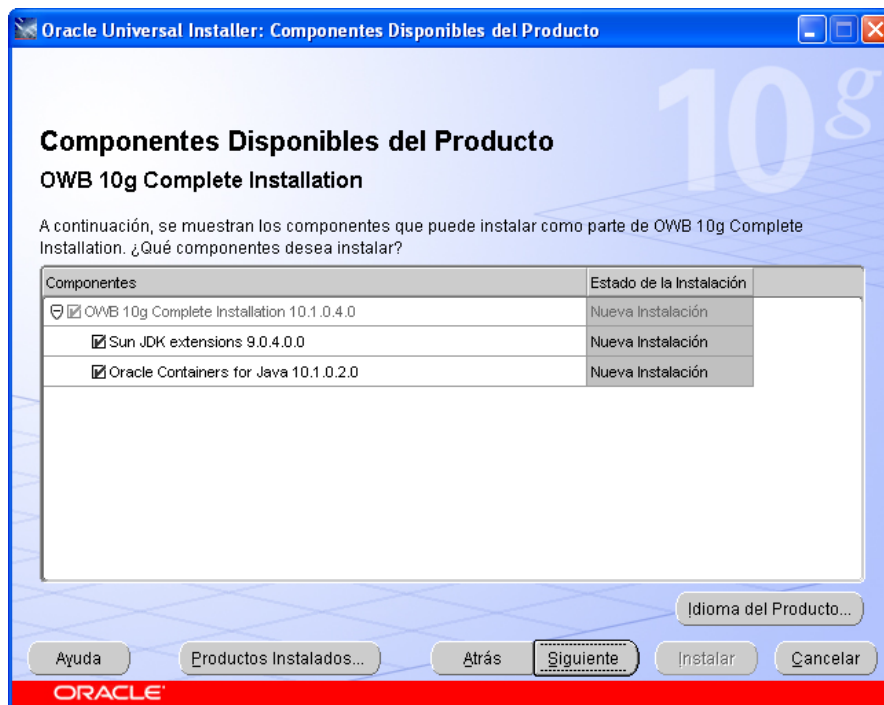 Oracle Universal Installer: Componentes Disponibles del Producto
10g
Componentes Disponibles del Producto
OWB 10g Complete Installation
A continuación, se muestran los componentes que puede instalar como parte de OWB 10g Complete
Installation. ¿Qué componentes desea instalar?
Componentes Estado de la Instalación
OWB 10g Complete Installation 10.1.0.4.0 Nueva Instalación
Sun JDK extensions 9.0.4.0.0 Nueva Instalación
Oracle Containers for Java 10.1.0.2.0 Nueva Instalación
Idioma del Producto...
Ayuda Productos Instalados... Atrás Siguiente Instalar Cancelar
ORACLE